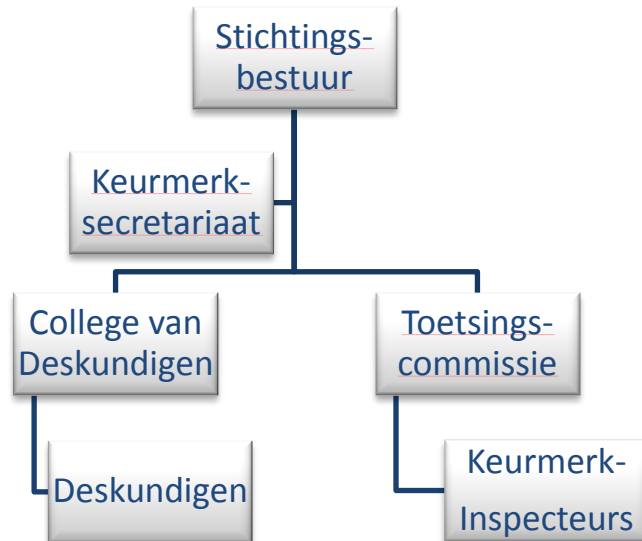 Stichtings-
bestuur
Keurmerk-
secretariaat
College van
Deskundigen
Toetsings-
commissie
Deskundigen
Keurmerk-
Inspecteurs